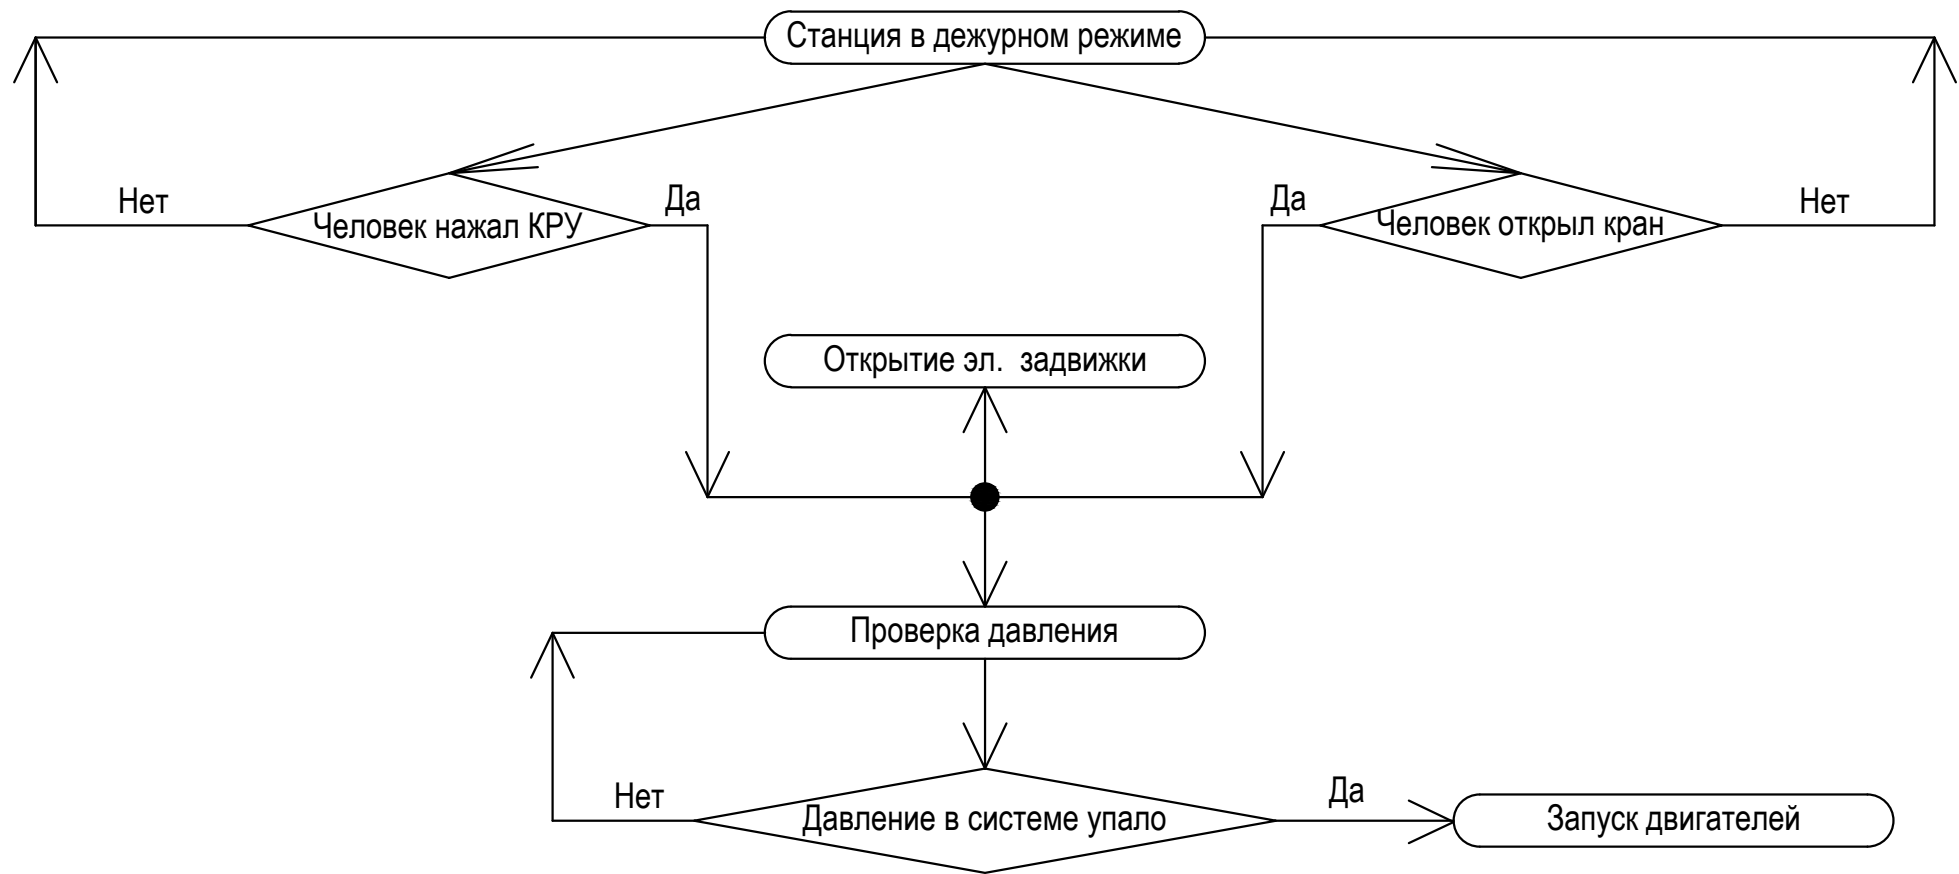 Станция в дежурном режиме
Нет
Человек нажал КРУ
Да
Да
Человек открыл кран
Нет
Открытие эл. задвижки
Проверка давления
Нет
Давление в системе упало
Да
Запуск двигателей